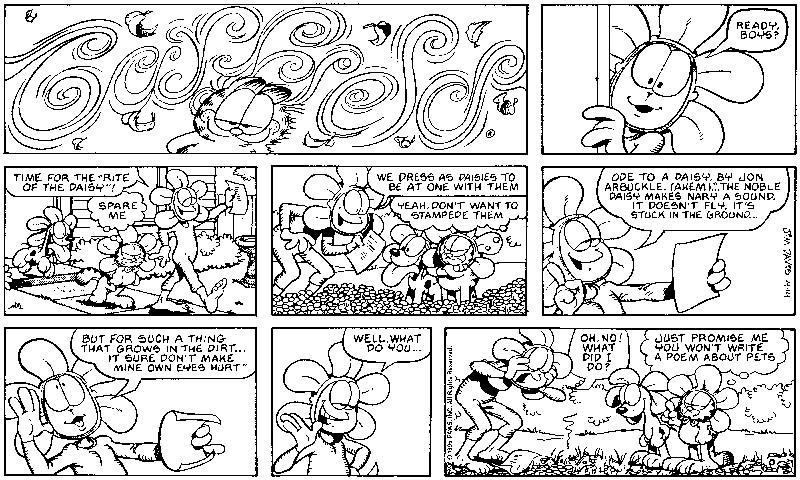 Garfield
®
READY,
BOYS?
TIME FOR THE "RITE
OF THE DAISY"!
SPARE
ME
WE DRESS AS DAISIES TO
BE AT ONE WITH THEM
YEAH. DON'T WANT TO
STAMPEDE THEM
ODE TO A DAISY, BY JON
ARBUCKLE. (AHEM)... "THE NOBLE
DAISY MAKES NARY A SOUND.
IT DOESN'T FLY, IT'S
STUCK IN THE GROUND...
JIM DAVIS
BUT FOR SUCH A THING
THAT GROWS IN THE DIRT...
IT SURE DON'T MAKE
MINE OWN EYES HURT"
WELL, WHAT
DO YOU...
OH, NO!
WHAT
DID I
DO?
JUST PROMISE ME
YOU WON'T WRITE
A POEM ABOUT PETS